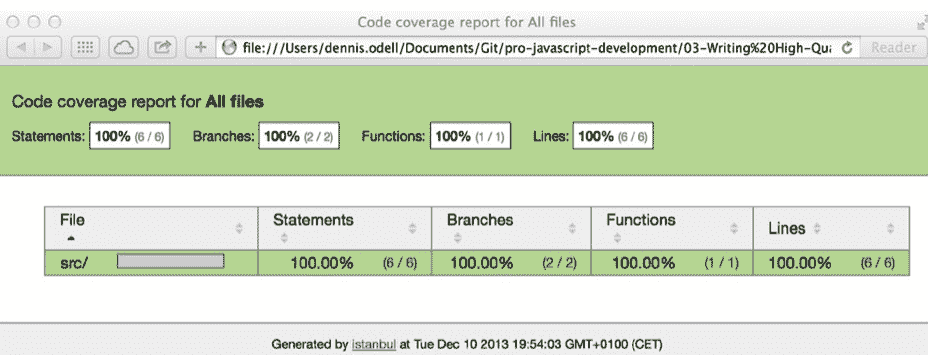 Code coverage report for All files
file:///Users/dennis.odell/Documents/Git/pro-javascript-development/03-Writing%20High-Qua Reader
Code coverage report for All files
Statements: 100% (6 / 6) Branches: 100% (2 / 2) Functions: 100% (1 / 1) Lines: 100% (6 / 6)
File Statements Branches Functions Lines
src/ 100.00% (6 / 6) 100.00% (2 / 2) 100.00% (1 / 1) 100.00% (6 / 6)
Generated by istanbul at Tue Dec 10 2013 19:54:03 GMT+0100 (CET)